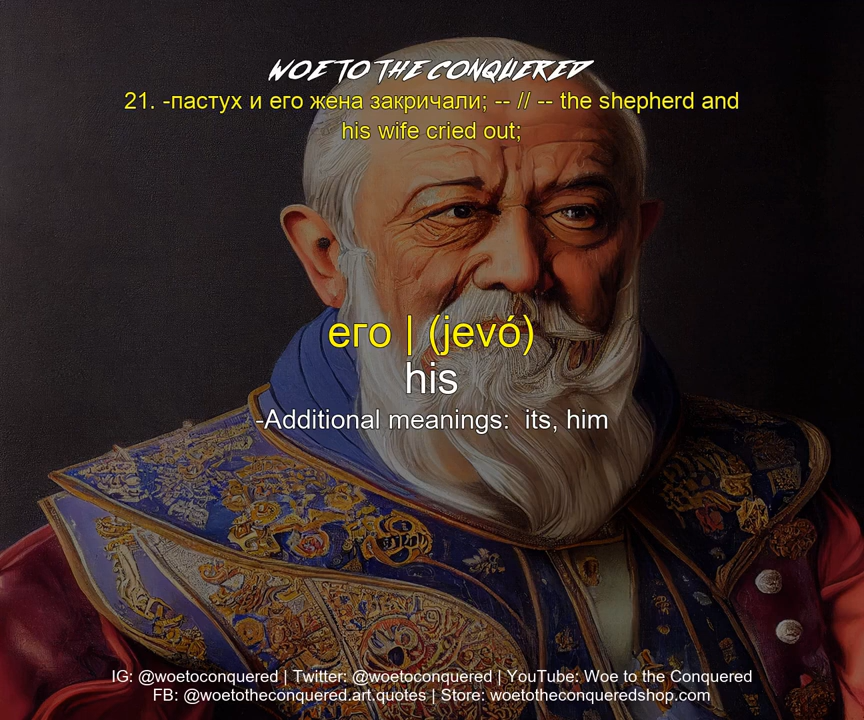 WOE TO THE CONQUERED
21. -пастух и его жена закричали; -- // -- the shepherd and
his wife cried out;
его | (jevó)
his
-Additional meanings:  its, him
IG: @woetoconquered | Twitter: @woetoconquered | YouTube: Woe to the Conquered
FB: @woetotheconquered.art.quotes | Store: woetotheconqueredshop.com